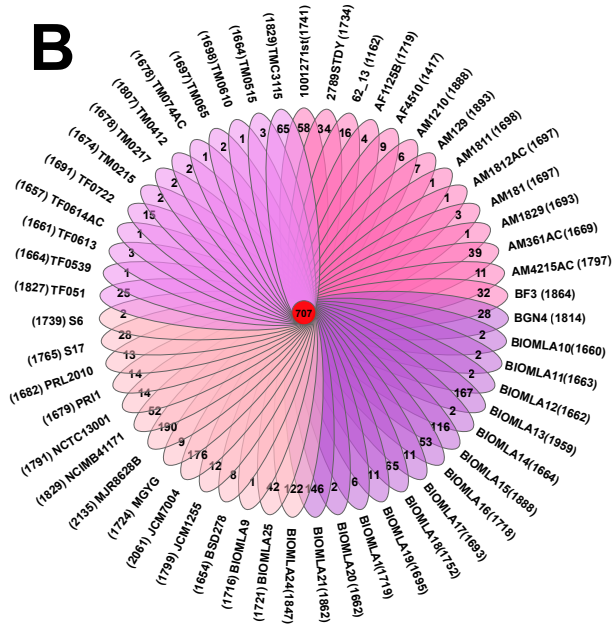 B
1001271st(1741)
2789STDY (1734)
62_13 (1162)
AF1125B(1719)
AF4510 (1417)
AM1210 (1888)
AM129 (1893)
AM1811 (1698)
AM1812AC (1697)
AM181 (1697)
AM1829 (1693)
AM361AC(1669)
AM4215AC (1797)
BF3 (1864)
BGN4 (1814)
BIOMLA10(1660)
BIOMLA11(1663)
BIOMLA12(1662)
BIOMLA13(1959)
BIOMLA14(1664)
BIOMLA15(1888)
BIOMLA16(1718)
BIOMLA17(1693)
BIOMLA18(1752)
BIOMLA19(1695)
BIOMLA1(1719)
BIOMLA20(1662)
BIOMLA21(1862)
BIOMLA24(1847)
(1721) BIOMLA25
(1716) BIOMLA9
(1654) BSD278
(1799) JCM1255
(2061) JCM7004
(1724) MGYG
(2135) MJR8628B
(1829) NCIMB41171
(1791) NCTC13001
(1679) PRI1
(1682) PRL2010
(1765) S17
(1739) S6
(1827) TF051
(1664)TF0539
(1661) TF0613
(1657) TF0614AC
(1691) TF0722
(1674) TM0215
(1678) TM0217
(1807) TM0412
(1678) TM074AC
(1697)TM065
(1698)TM0610
(1664)TM0515
(1829)TMC3115
58
34
16
4
9
6
7
1
1
3
1
39
11
32
28
2
2
2
167
2
116
53
11
65
11
6
2
146
122
42
1
8
12
176
9
190
52
14
14
13
28
2
25
1
3
1
15
2
2
2
1
2
1
3
65
707